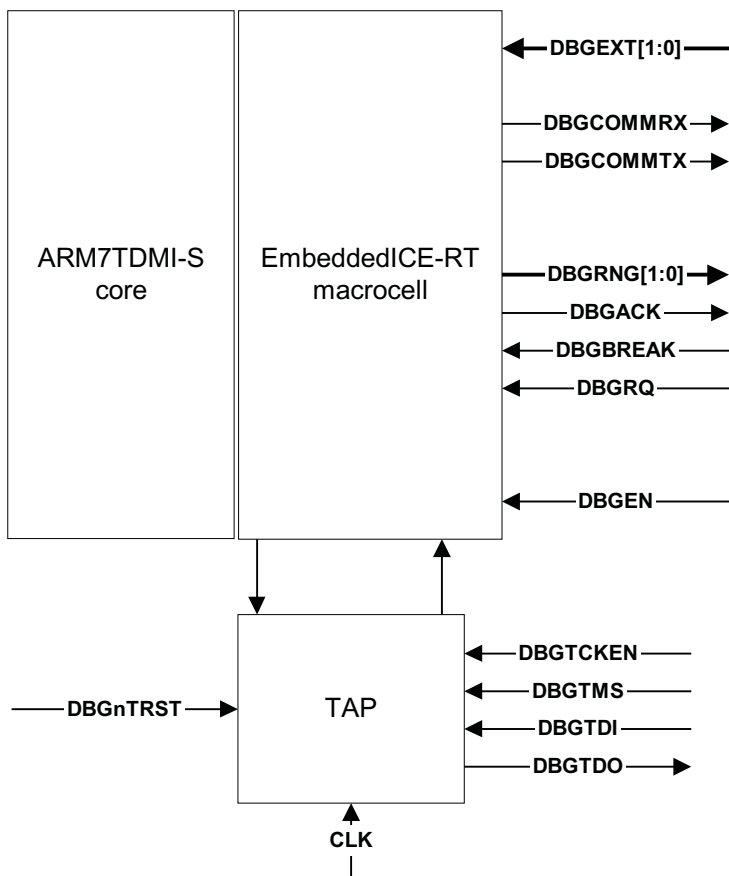 ARM7TDMI-S
core
EmbeddedICE-RT
macrocell
DBGEXT[1:0]
DBGCOMMRX
DBGCOMMTX
DBGRNG[1:0]
DBGACK
DBGBREAK
DBGRQ
DBGEN
DBGnTRST
TAP
DBGTCKEN
DBGTMS
DBGTDI
DBGTDO
CLK